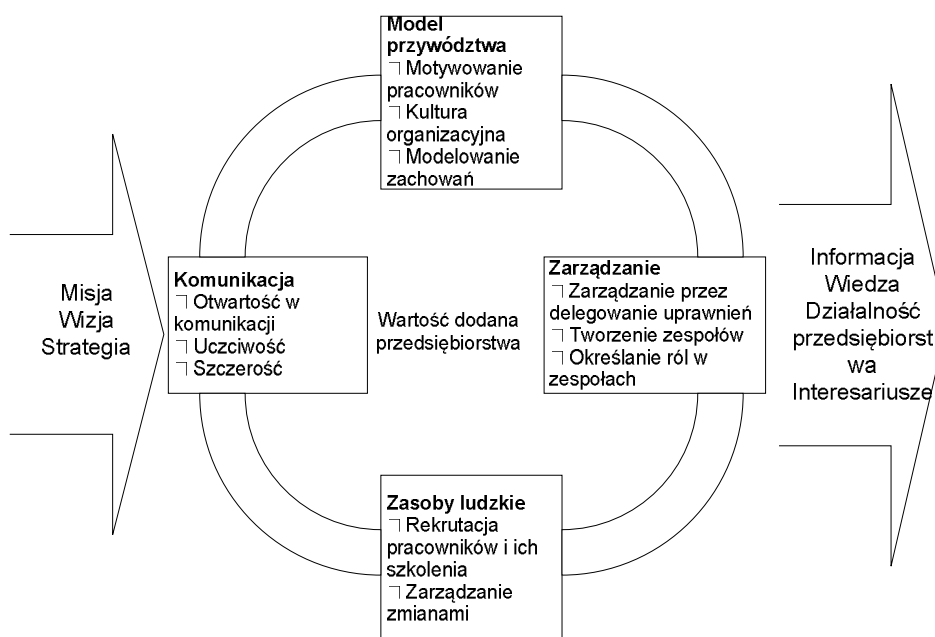 Model
przywództwa
ㄱ Motywowanie
pracowników
ㄱ Kultura
organizacyjna
ㄱ Modelowanie
zachowań
Misja
Wizja
Strategia
Komunikacja
ㄱ Otwartość w
komunikacji
ㄱ Uczciwość
ㄱ Szczerość
Wartość dodana
przedsiębiorstwa
Zarządzanie
ㄱ Zarządzanie przez
delegowanie uprawnień
ㄱ Tworzenie zespołów
ㄱ Określanie ról w
zespołach
Informacja
Wiedza
Działalność
przedsiębiorst
wa
Interesariusze
Zasoby ludzkie
ㄱ Rekrutacja
pracowników i ich
szkolenia
ㄱ Zarządzanie
zmianami